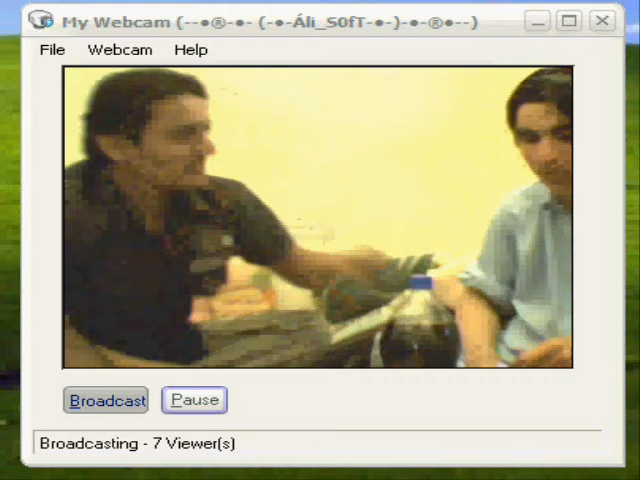 My Webcam (--●®-●- (-●-Áli_S0fT-●-)-●-®●--)
File Webcam Help
Broadcast Pause
Broadcasting - 7 Viewer(s)